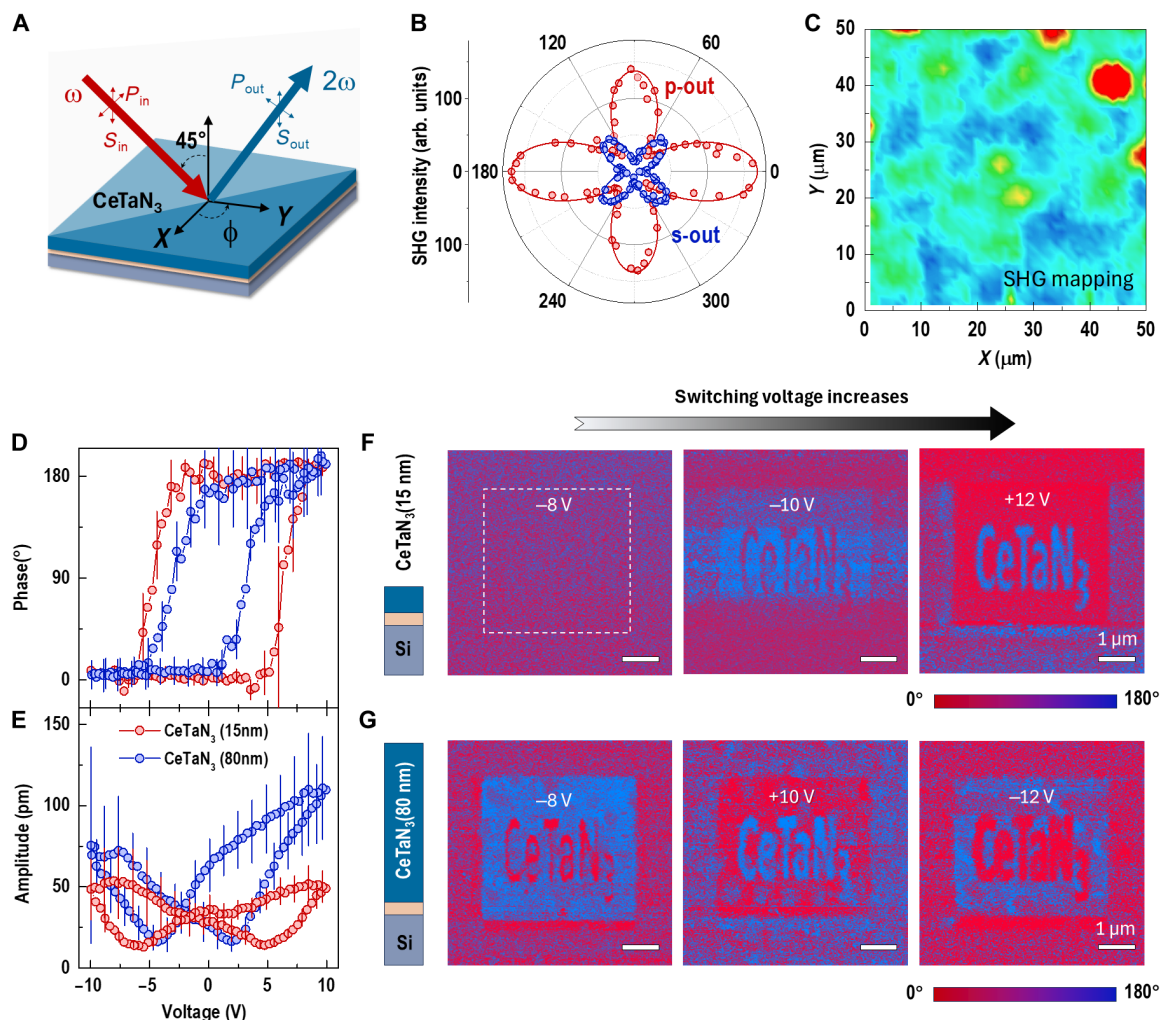 A
ω
Pin
Sin
45°
Pout
Sout
2ω
CeTaN3
X
Y
ϕ
B
120
60
SHG intensity (arb. units)
100
0
100
180
0
240
300
p-out
s-out
C
50
40
30
20
10
0
Y (μm)
SHG mapping
0
10
20
30
40
50
X (μm)
Switching voltage increases
D
180
90
0
Phase(°)
E
150
100
50
0
Amplitude (pm)
CeTaN3 (15nm)
CeTaN3 (80nm)
−10
−5
0
5
10
Voltage (V)
F
CeTaN3(15 nm)
Si
−8 V
−10 V
CeTaN3
+12 V
CeTaN3
1 μm
0°
180°
G
CeTaN3(80 nm)
Si
−8 V
CeTaN3
+10 V
CeTaN3
−12 V
CeTaN3
1 μm
0°
180°